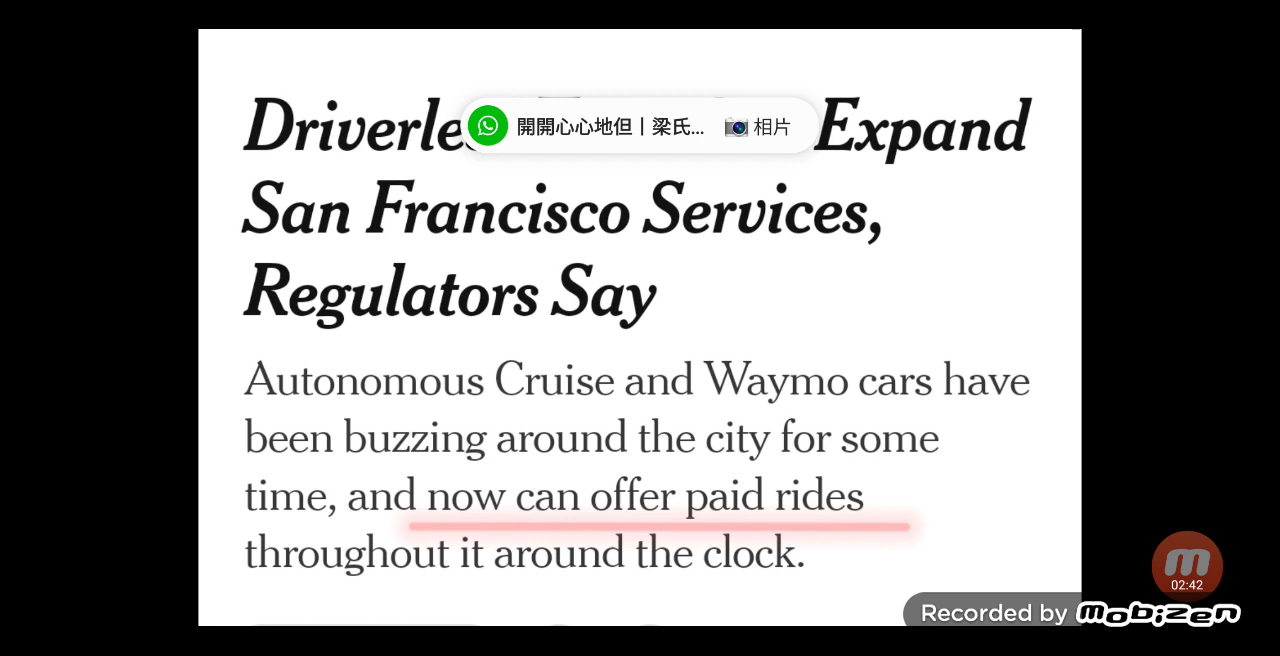 Expand
開開心心地但丨梁氏... 相片
San Francisco Services,
Regulators Say
Autonomous Cruise and Waymo cars have
been buzzing around the city for some
time, and now can offer paid rides
throughout it around the clock.
02:42
Recorded by mobizen